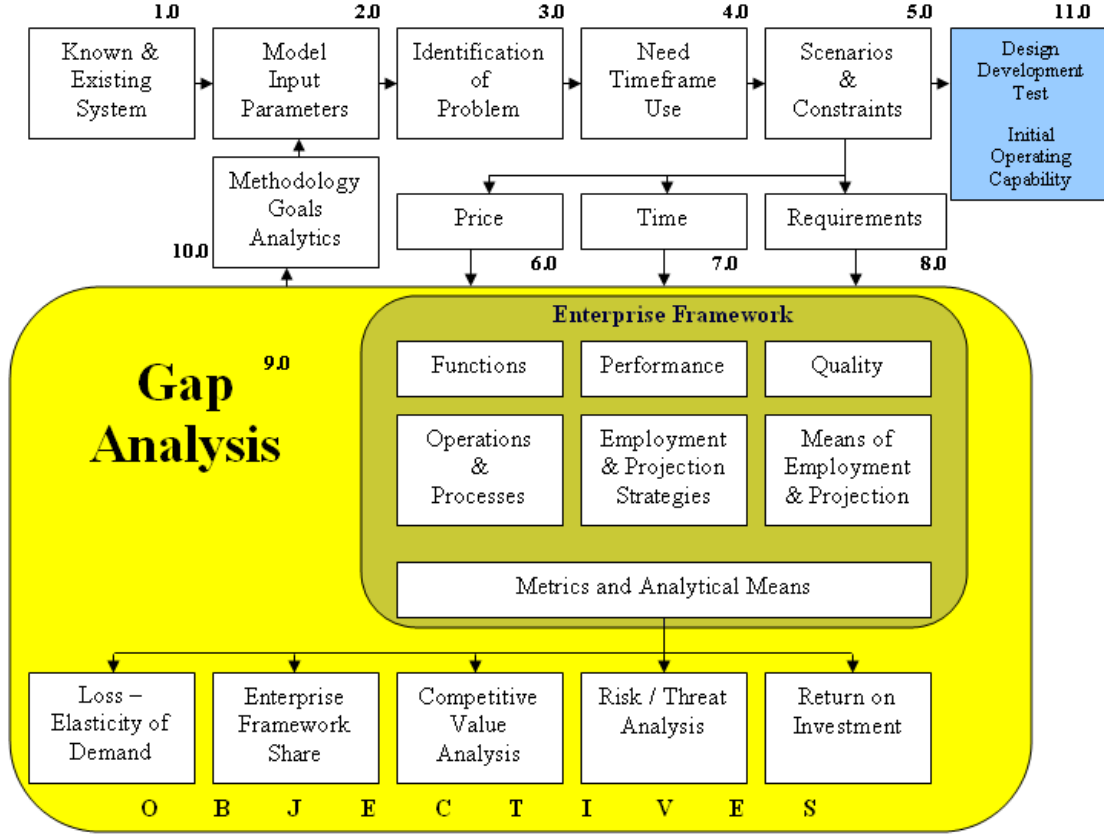 1.0
2.0
3.0
4.0
5.0
11.0
Known &
Existing
System
Model
Input
Parameters
Identification
of
Problem
Need
Timeframe
Use
Scenarios
&
Constraints
Design
Development
Test
Initial
Operating
Capability
Methodology
Goals
Analytics
10.0
Price
6.0
Time
7.0
Requirements
8.0
Gap
Analysis
9.0
Enterprise Framework
Functions
Performance
Quality
Operations
&
Processes
Employment
& Projection
Strategies
Means of
Employment
& Projection
Metrics and Analytical Means
Loss –
Elasticity of
Demand
Enterprise
Framework
Share
Competitive
Value
Analysis
Risk / Threat
Analysis
Return on
Investment
O B J E C T I V E S